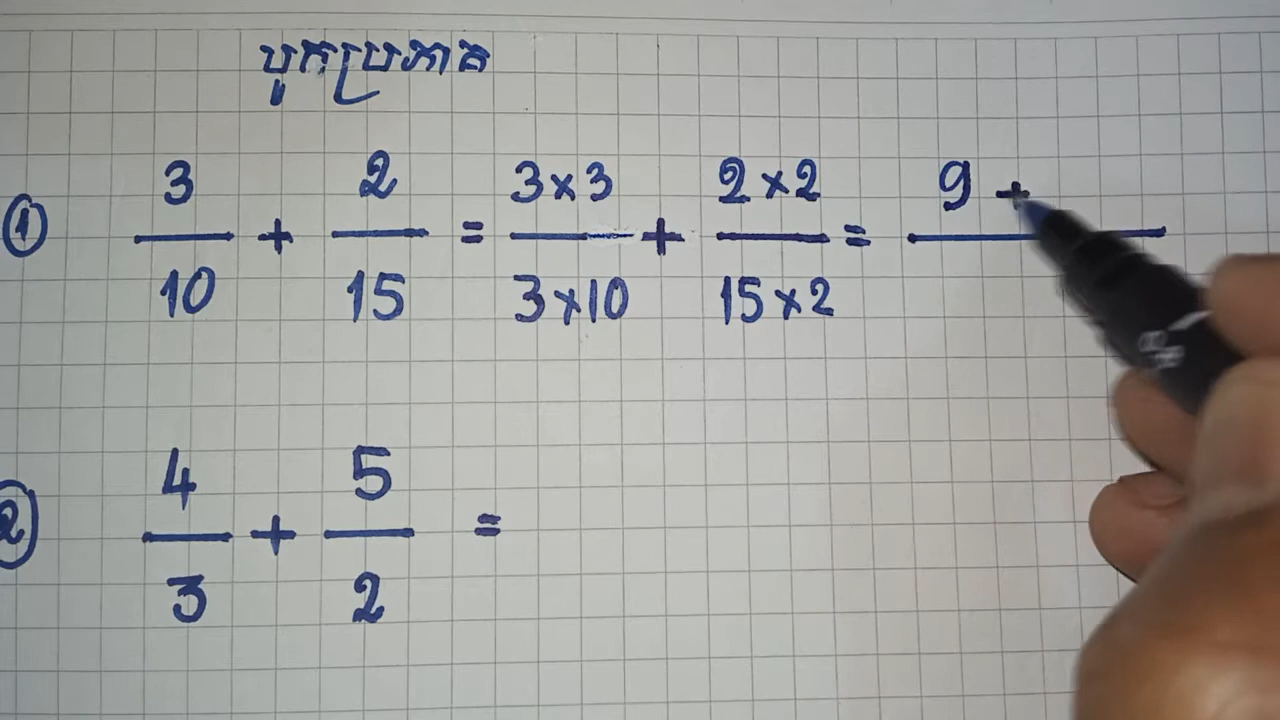 បូកប្រភាគ
① 3/10 + 2/15 = 3×3/3×10 + 2×2/15×2 = 9 +
② 4/3 + 5/2 =